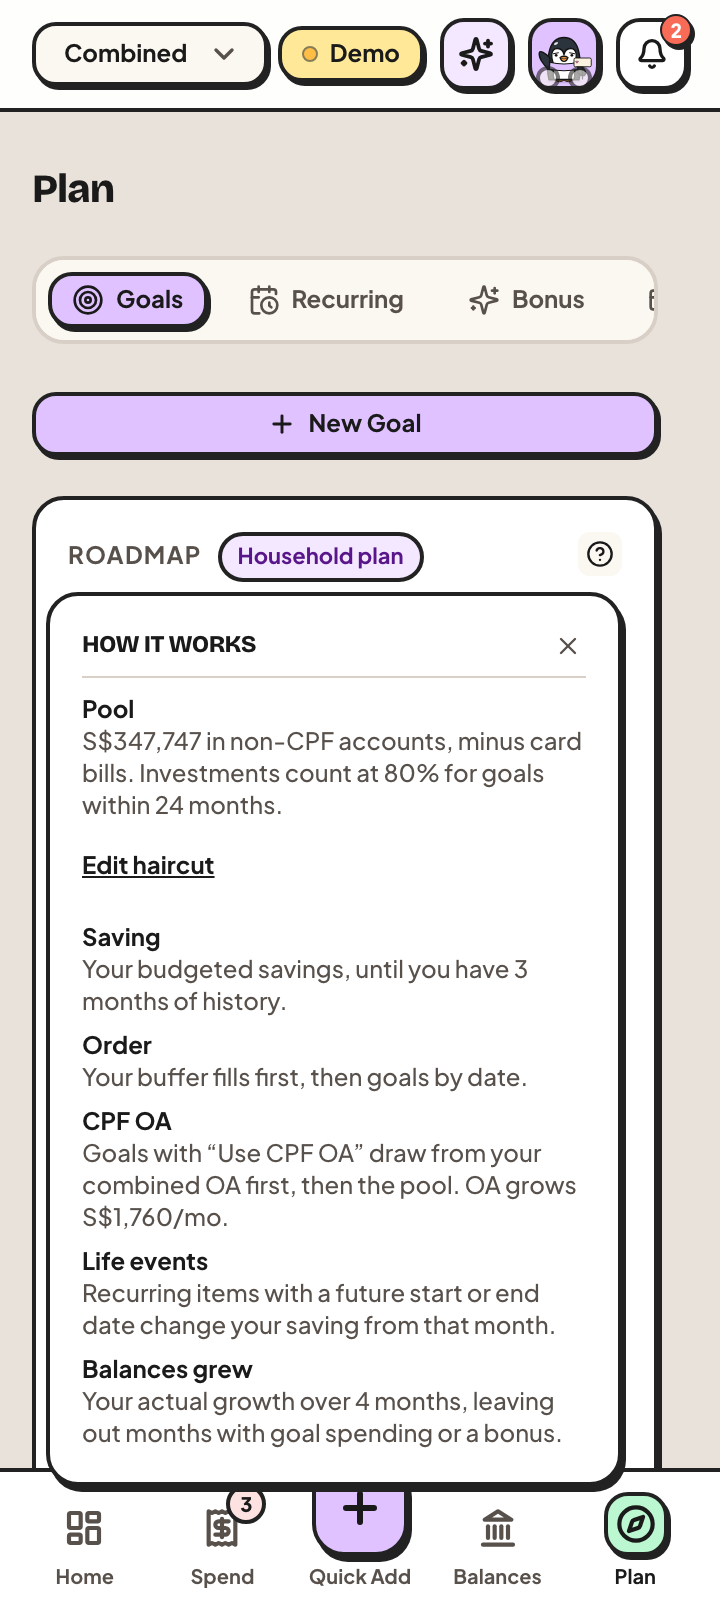 Combined
Demo
2
Plan
Goals
Recurring
Bonus
New Goal
ROADMAP
Household plan
HOW IT WORKS
Pool
S$347,747 in non-CPF accounts, minus card
bills. Investments count at 80% for goals
within 24 months.
Edit haircut
Saving
Your budgeted savings, until you have 3
months of history.
Order
Your buffer fills first, then goals by date.
CPF OA
Goals with “Use CPF OA” draw from your
combined OA first, then the pool. OA grows
S$1,760/mo.
Life events
Recurring items with a future start or end
date change your saving from that month.
Balances grew
Your actual growth over 4 months, leaving
out months with goal spending or a bonus.
3
Home
Spend
Quick Add
Balances
Plan